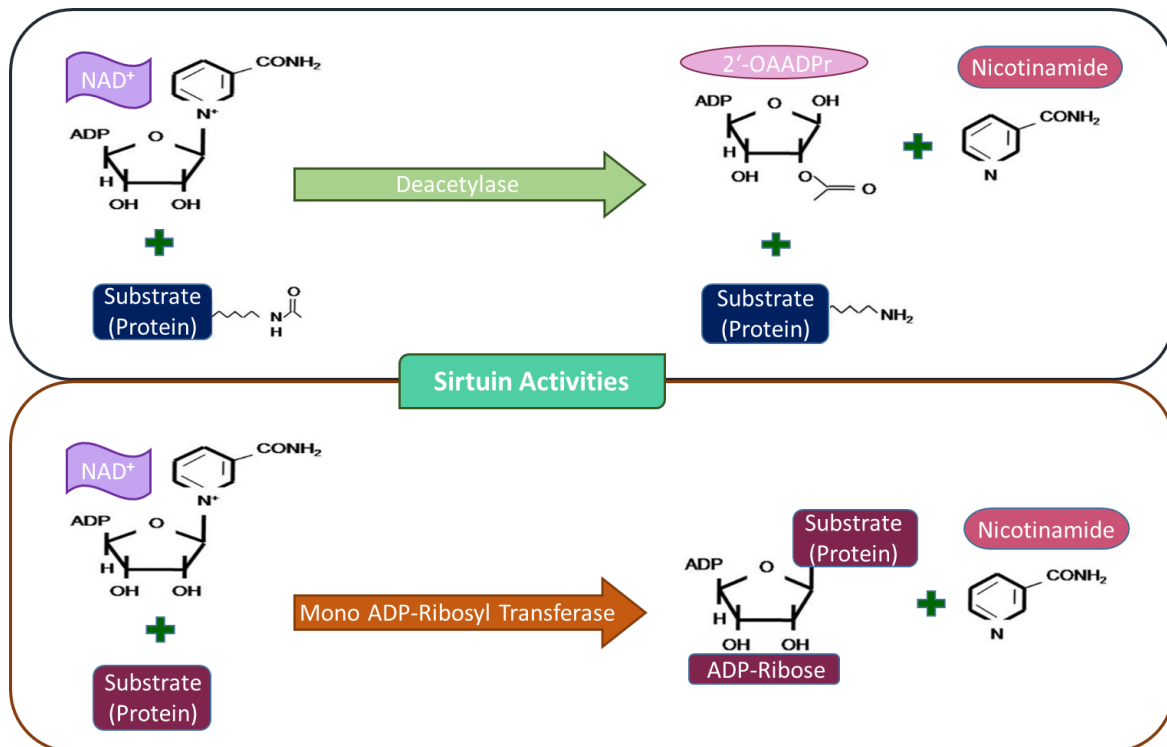 NAD⁺
CONH₂
N⁺
ADP
O
H
OH OH
Substrate
(Protein)
O
N
H
Deacetylase
2′-OAADPr
ADP
O
OH
H
OH
O
O
Nicotinamide
CONH₂
N
Substrate
(Protein)
NH₂
Sirtuin Activities
NAD⁺
CONH₂
N⁺
ADP
O
H
OH OH
Substrate
(Protein)
Mono ADP-Ribosyl Transferase
Substrate
(Protein)
ADP
O
H
OH OH
ADP-Ribose
Nicotinamide
CONH₂
N